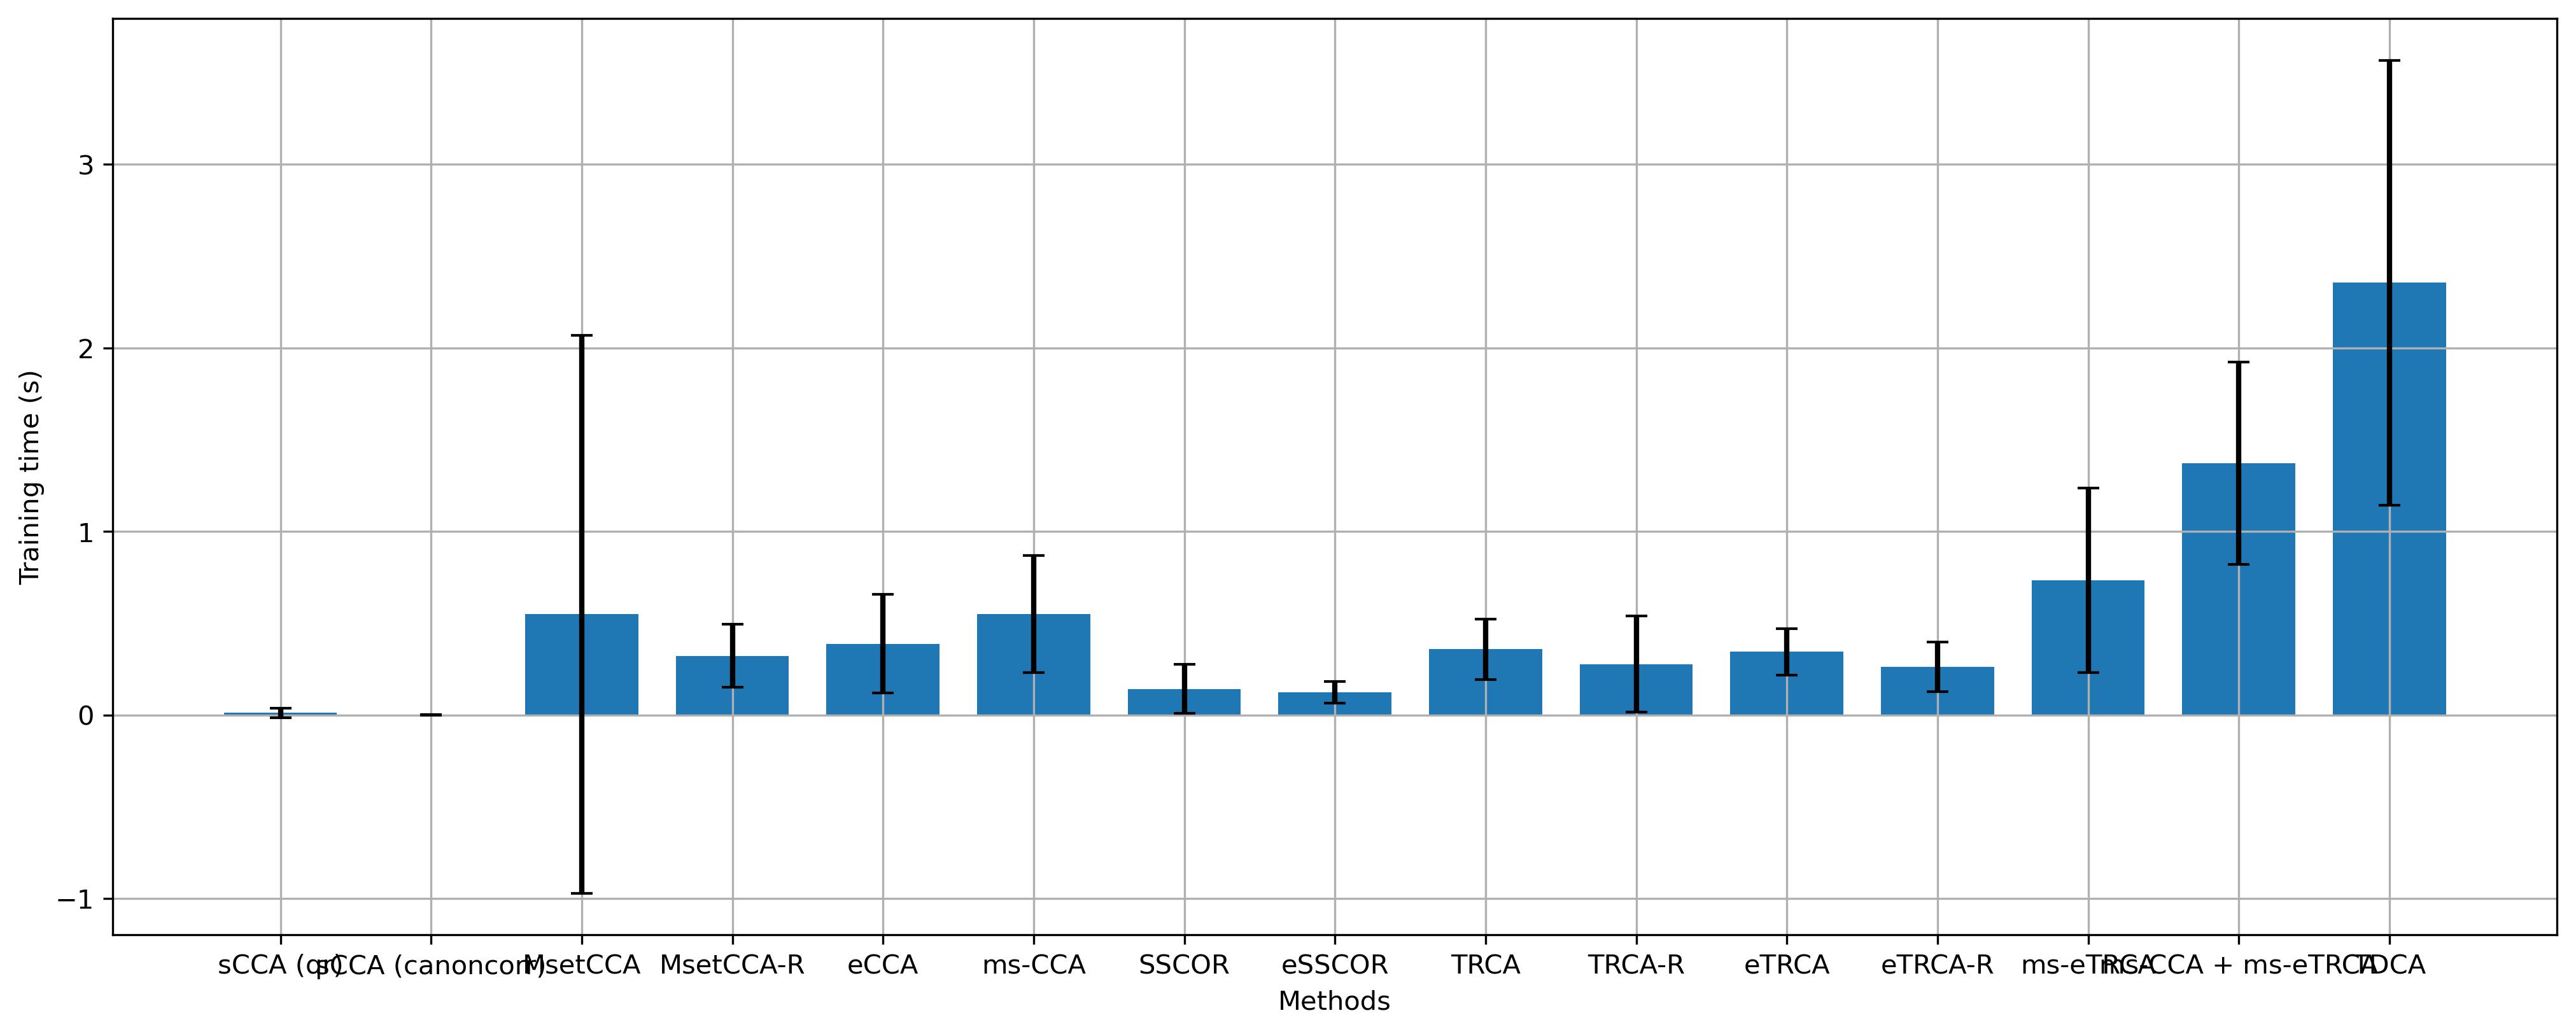 3
2
1
0
−1
Training time (s)
sCCA (qr) sCCA (canoncorr) MsetCCA MsetCCA-R eCCA ms-CCA SSCOR eSSCOR TRCA TRCA-R eTRCA eTRCA-R ms-eTRCA ms-CCA + ms-eTRCA TDCA
Methods